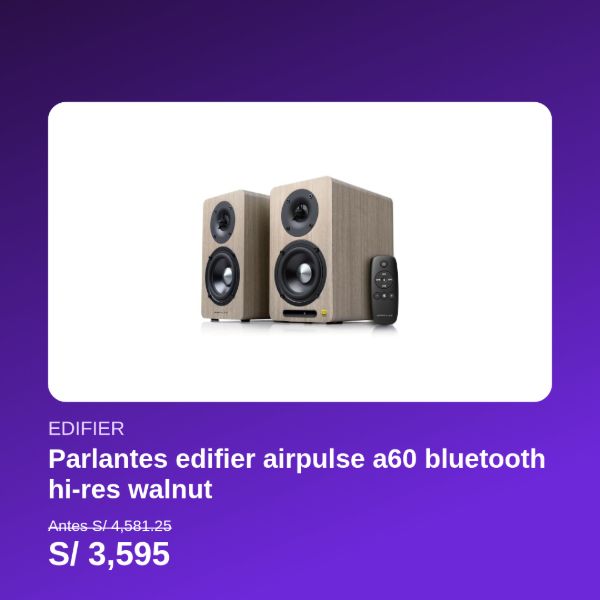 EDIFIER
Parlantes edifier airpulse a60 bluetooth
hi-res walnut
Antes S/ 4,581.25
S/ 3,595